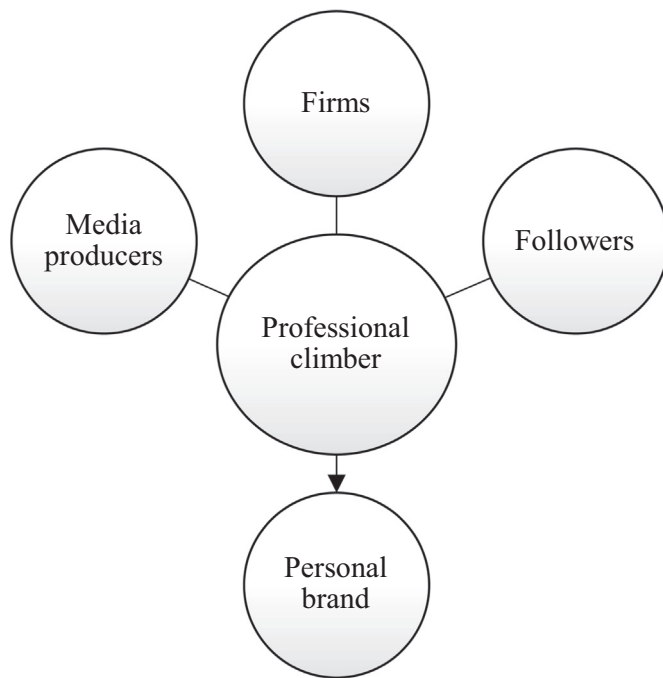 Firms
Media
producers
Followers
Professional
climber
Personal
brand